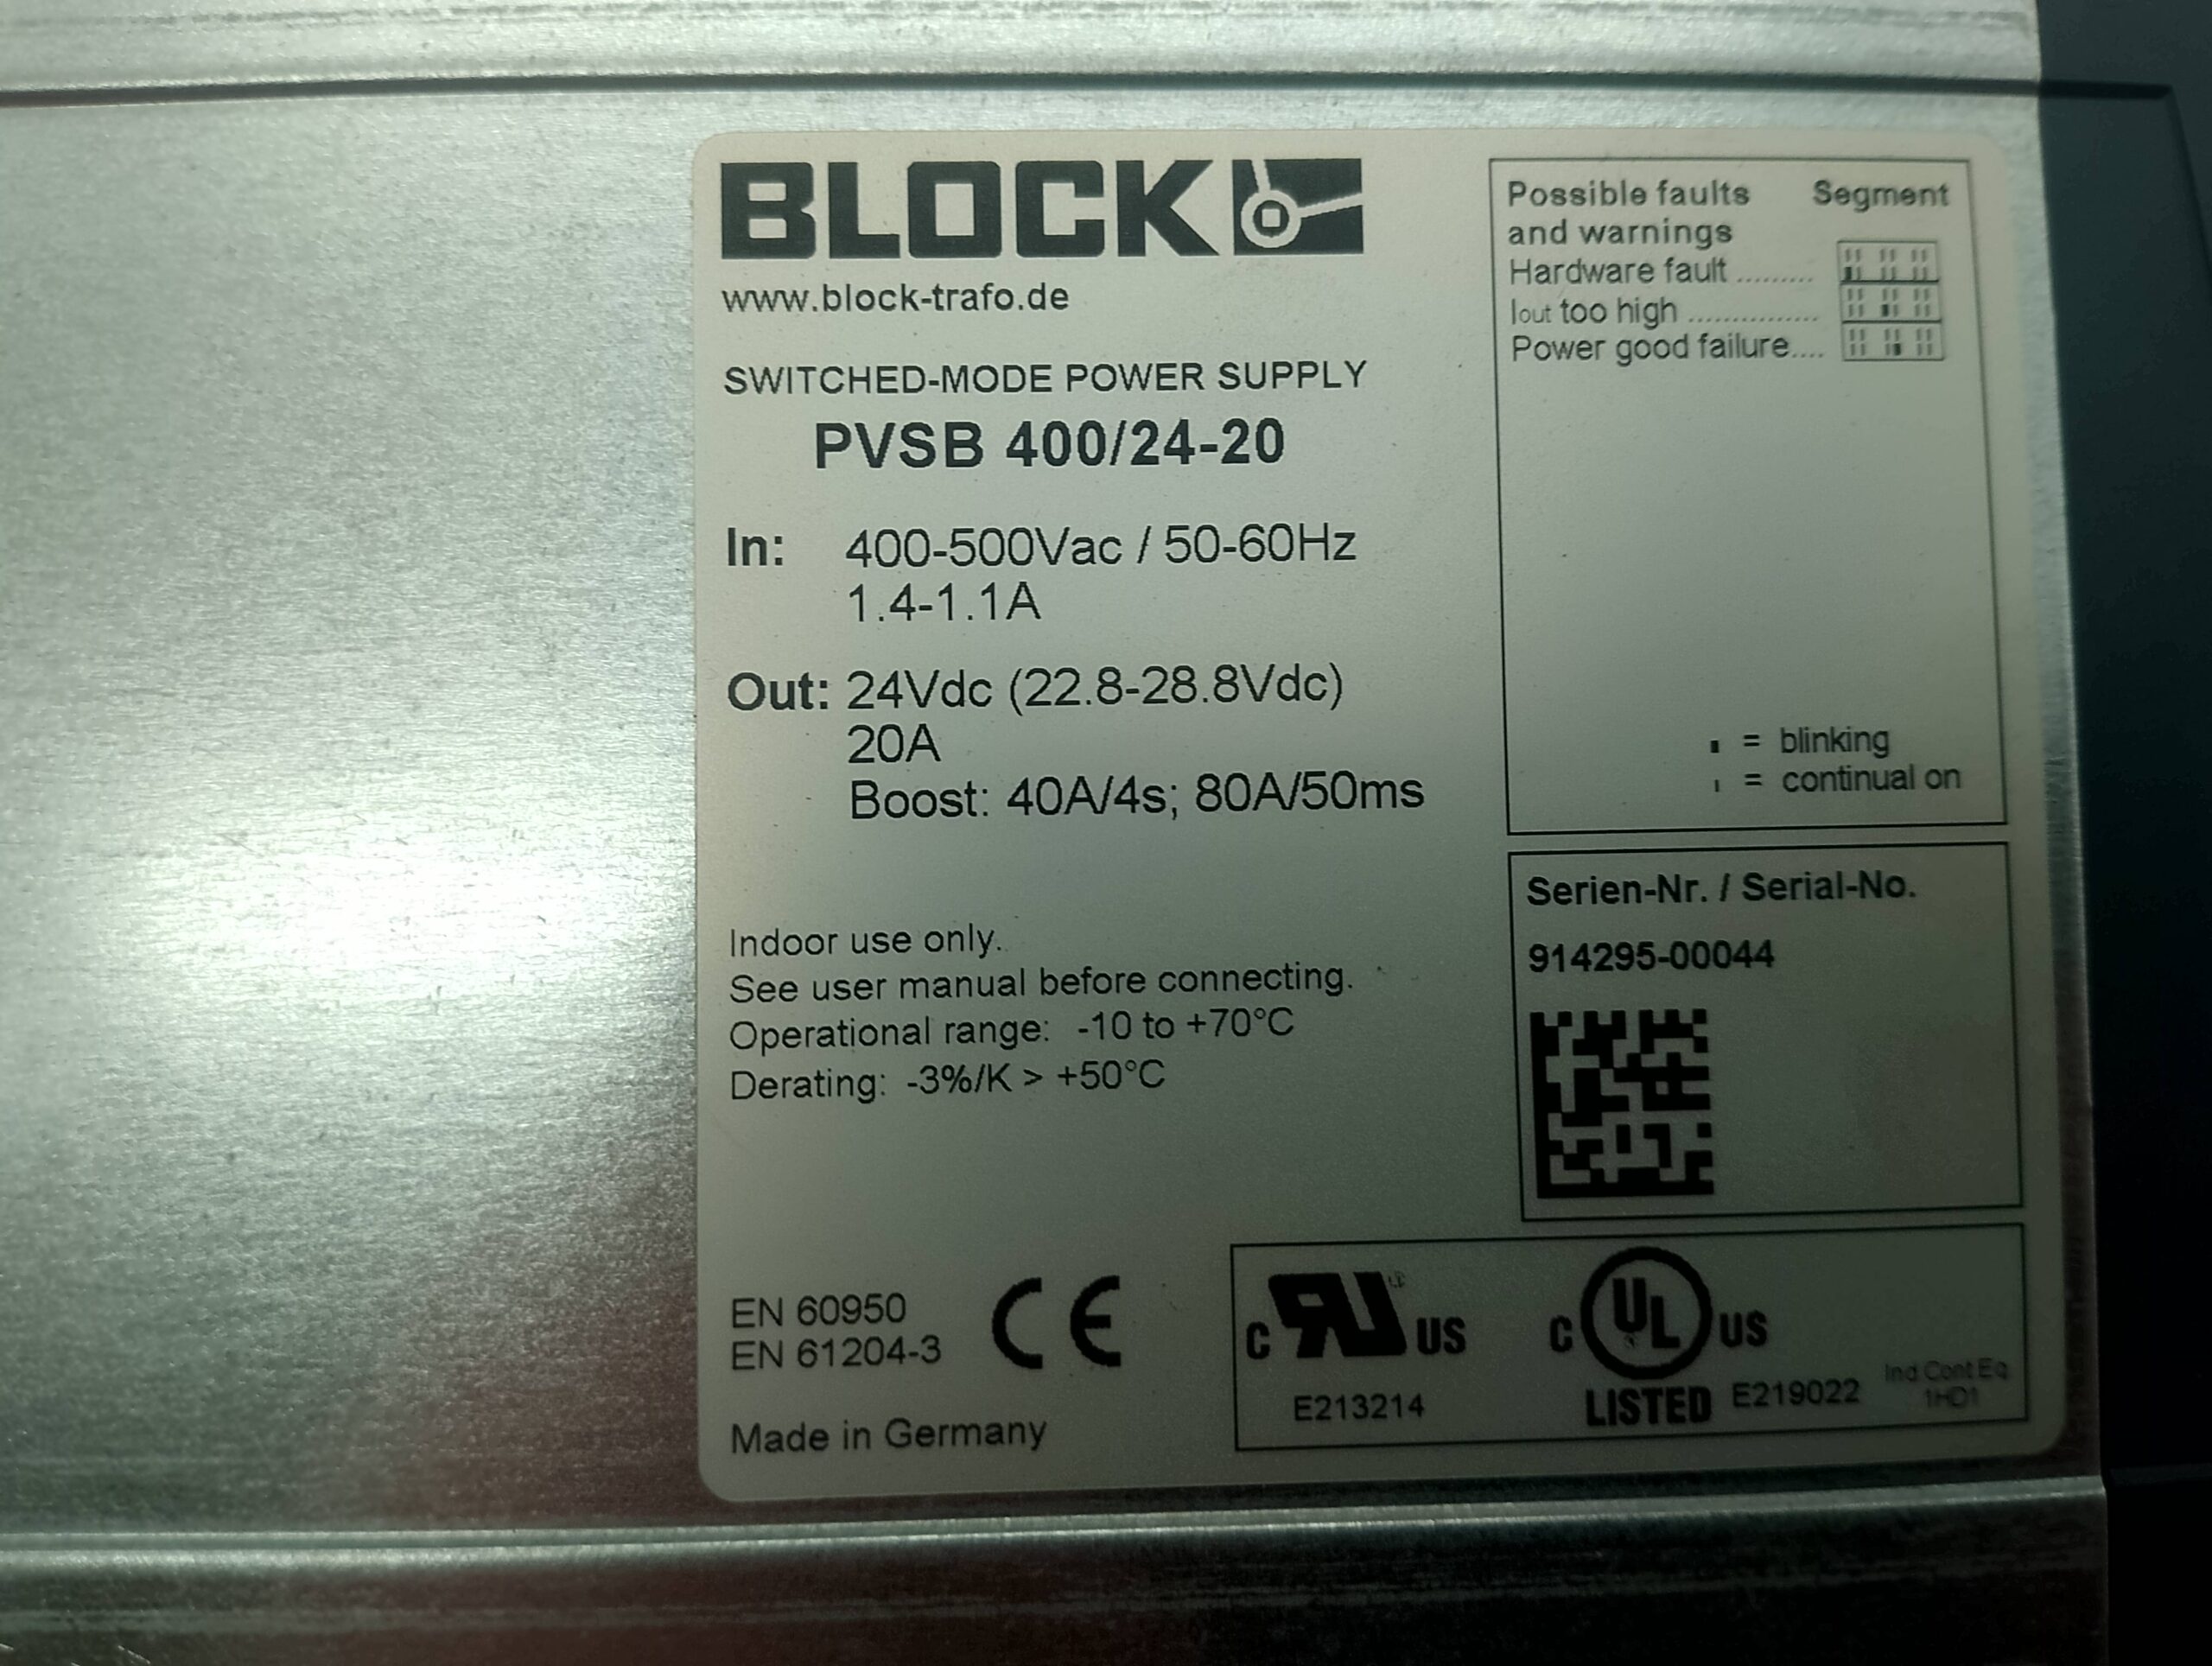 BLOCK
www.block-trafo.de
SWITCHED-MODE POWER SUPPLY
PVSB 400/24-20
In: 400-500Vac / 50-60Hz
1.4-1.1A
Out: 24Vdc (22.8-28.8Vdc)
20A
Boost: 40A/4s; 80A/50ms
Indoor use only.
See user manual before connecting.
Operational range: -10 to +70°C
Derating: -3%/K > +50°C
EN 60950
EN 61204-3
CE
Made in Germany
Possible faults Segment
and warnings
Hardware fault .........
Iout too high ...............
Power good failure....
= blinking
= continual on
Serien-Nr. / Serial-No.
914295-00044
c RU US
E213214
c UL US
LISTED E219022
Ind Cont Eq
1HD1